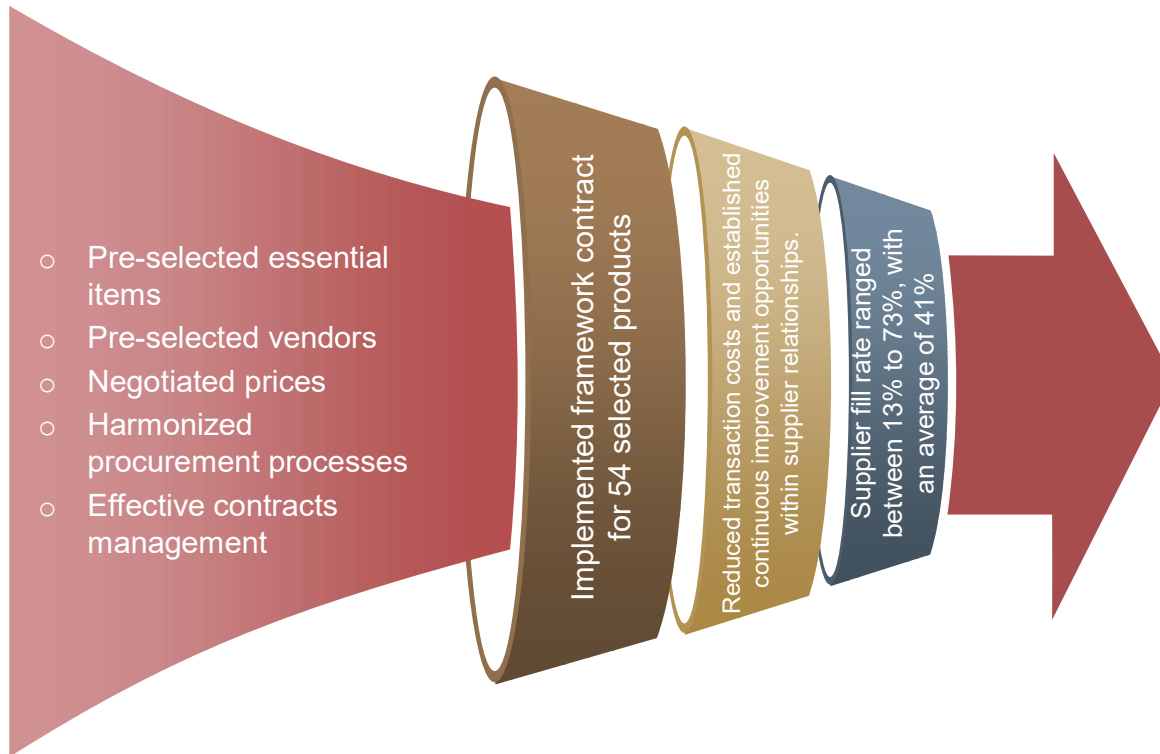 o Pre-selected essential
items
o Pre-selected vendors
o Negotiated prices
o Harmonized
procurement processes
o Effective contracts
management
Implemented framework contract
for 54 selected products
Reduced transaction costs and established
continuous improvement opportunities
within supplier relationships.
Supplier fill rate ranged
between 13% to 73%, with
an average of 41%